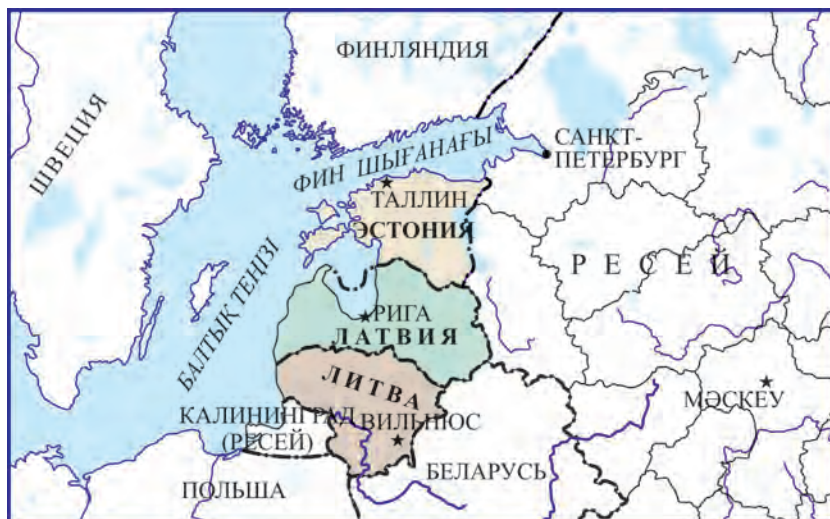 ФИНЛЯНДИЯ
ШВЕЦИЯ
ФИН ШЫҒАНАҒЫ
САНКТ-
ПЕТЕРБУРГ
ТАЛЛИН
ЭСТОНИЯ
РЕСЕЙ
БАЛТЫҚ ТЕҢІЗІ
РИГА
ЛАТВИЯ
ЛИТВА
МӘСКЕУ
КАЛИНИНГРАД
(РЕСЕЙ)
ВИЛЬНЮС
БЕЛАРУСЬ
ПОЛЬША